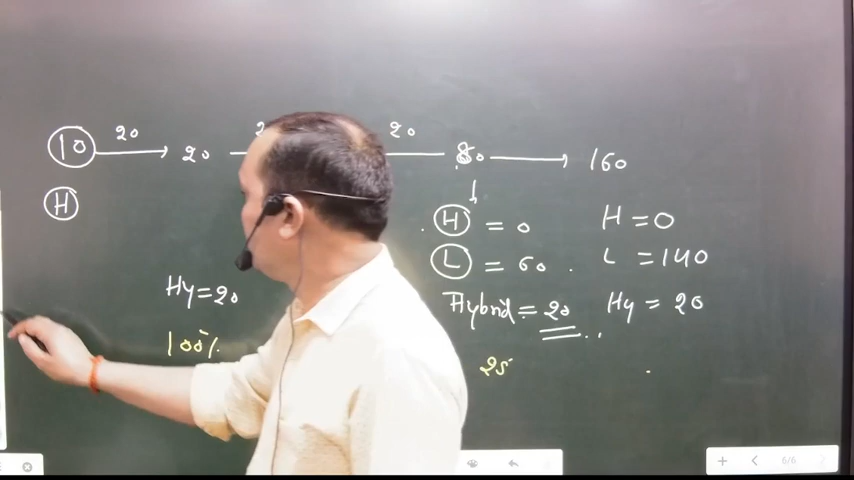 20 20
10 → 20 — 80 → 160
H
H = 0 H = 0
L = 60 . L = 140
Hy = 20 Hybrid = 20 Hy = 20
100% 25
6/6